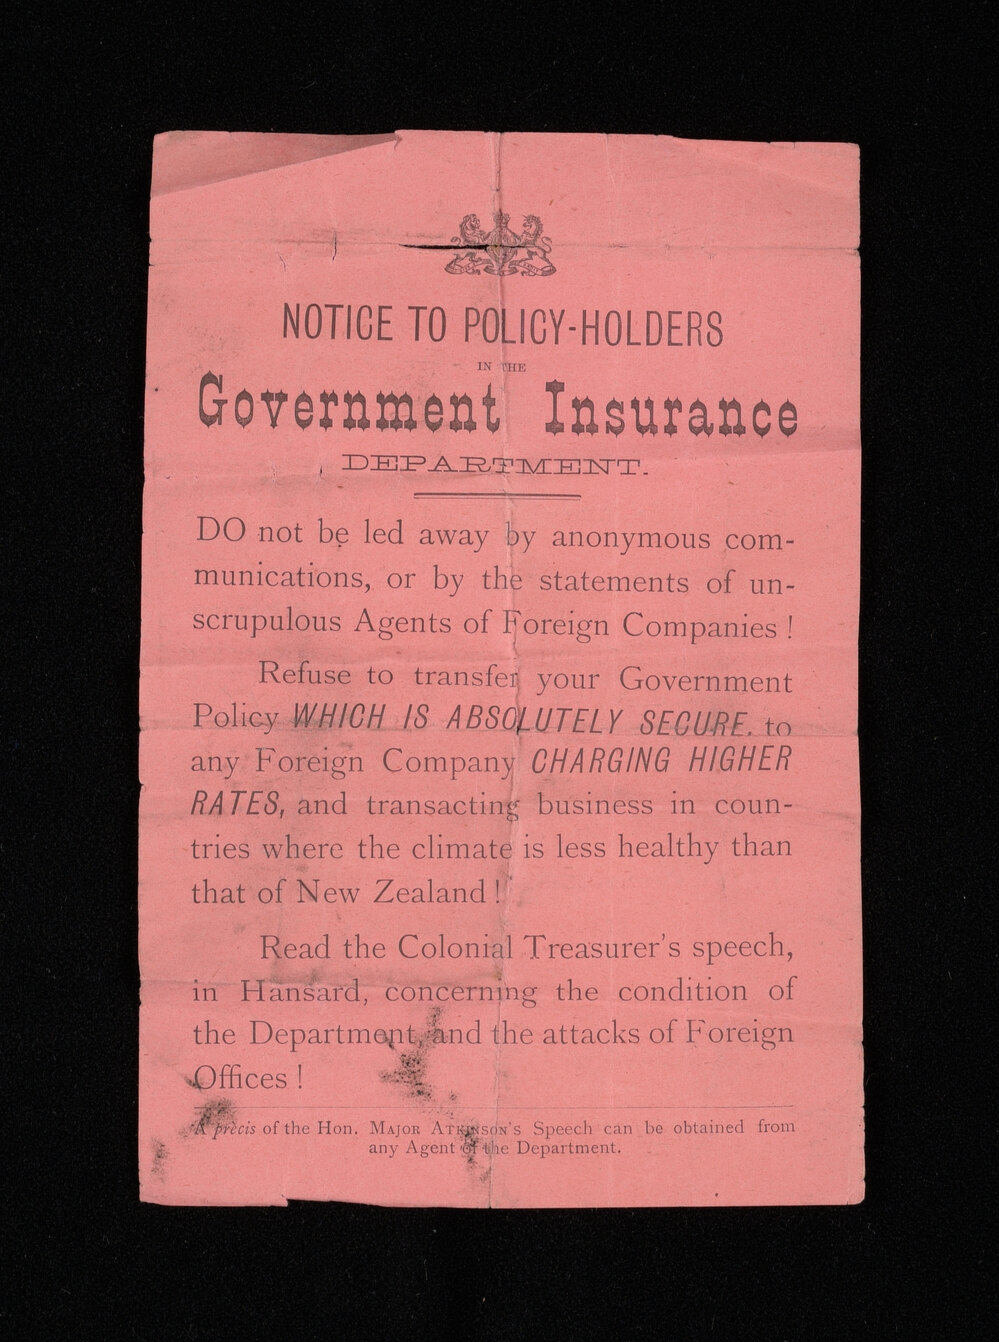 NOTICE TO POLICY-HOLDERS
IN THE
Government Insurance
DEPARTMENT.
DO not be led away by anonymous com-
munications, or by the statements of un-
scrupulous Agents of Foreign Companies !
Refuse to transfer your Government
Policy WHICH IS ABSOLUTELY SECURE, to
any Foreign Company CHARGING HIGHER
RATES, and transacting business in coun-
tries where the climate is less healthy than
that of New Zealand !
Read the Colonial Treasurer's speech,
in Hansard, concerning the condition of
the Department, and the attacks of Foreign
Offices !
A précis of the Hon. MAJOR ATKINSON'S Speech can be obtained from
any Agent of the Department.